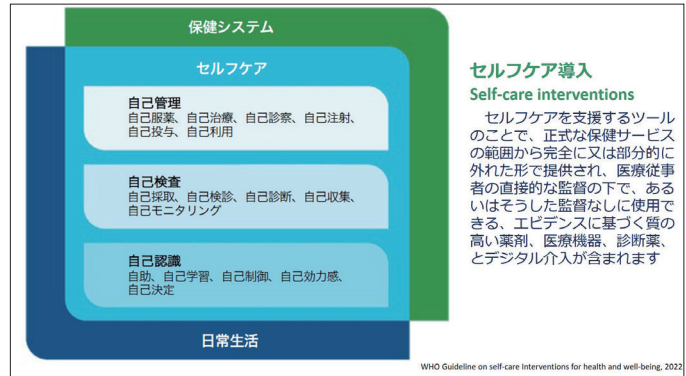 保健システム
セルフケア
自己管理
自己服薬、自己治療、自己診察、自己注射、
自己投与、自己利用
自己検査
自己採取、自己検診、自己診断、自己収集、
自己モニタリング
自己認識
自助、自己学習、自己制御、自己効力感、
自己決定
日常生活
セルフケア導入
Self-care interventions
セルフケアを支援するツール
のことで、正式な保健サービス
の範囲から完全に又は部分的に
外れた形で提供され、医療従事
者の直接的な監督の下で、ある
いはそうした監督なしに使用で
きる、エビデンスに基づく質の
高い薬剤、医療機器、診断薬、
とデジタル介入が含まれます
WHO Guideline on self-care Interventions for health and well-being, 2022